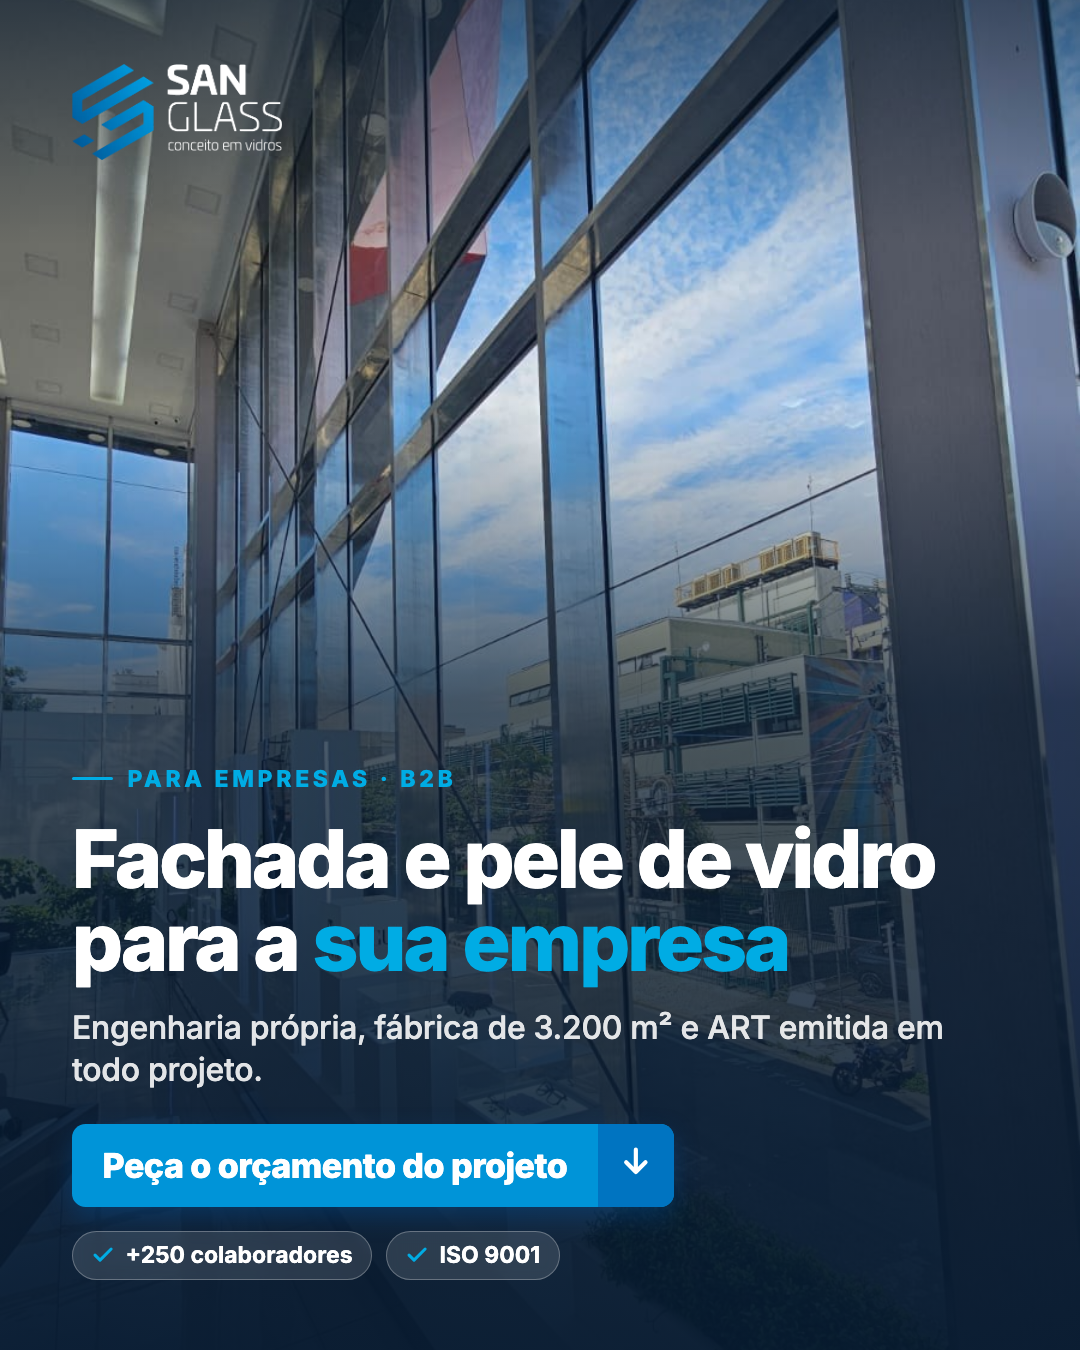 SAN
GLASS
conceito em vidros
PARA EMPRESAS · B2B
Fachada e pele de vidro
para a sua empresa
Engenharia própria, fábrica de 3.200 m² e ART emitida em
todo projeto.
Peça o orçamento do projeto
+250 colaboradores
ISO 9001